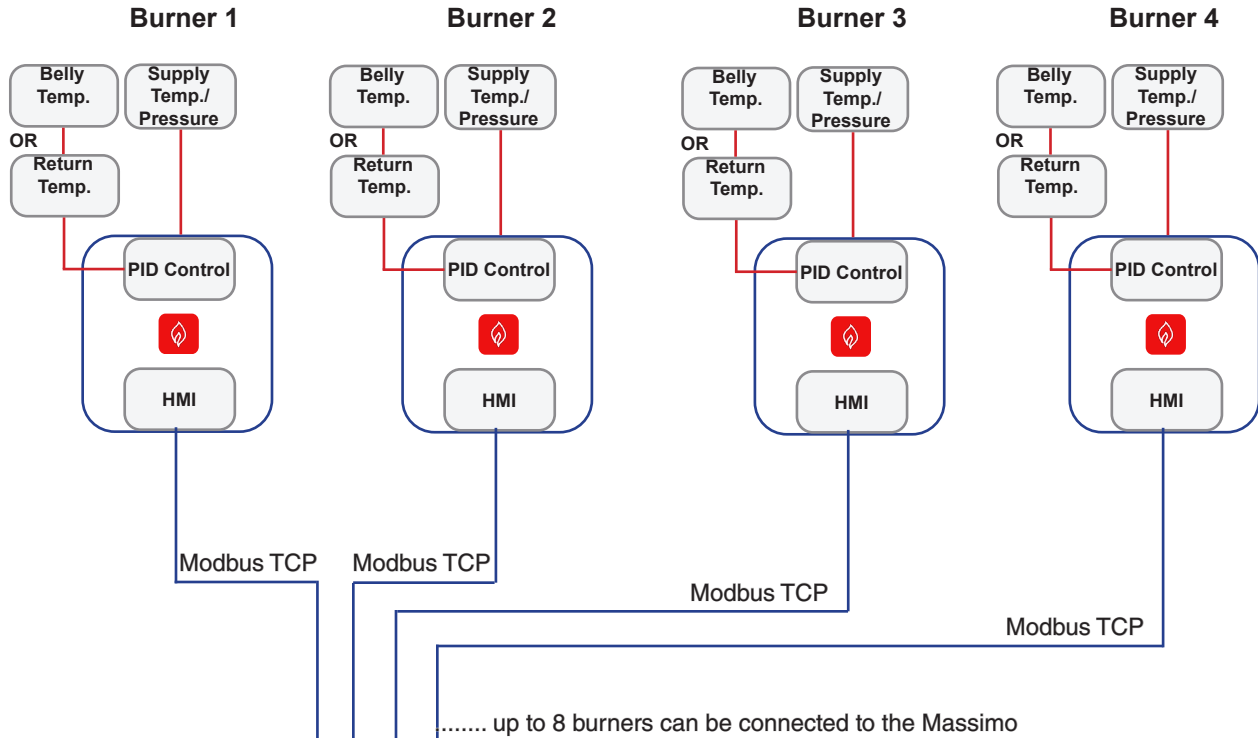 Burner 1
Burner 2
Burner 3
Burner 4
Belly
Temp.
Supply
Temp./
Pressure
OR
Return
Temp.
PID Control
HMI
Belly
Temp.
Supply
Temp./
Pressure
OR
Return
Temp.
PID Control
HMI
Belly
Temp.
Supply
Temp./
Pressure
OR
Return
Temp.
PID Control
HMI
Belly
Temp.
Supply
Temp./
Pressure
OR
Return
Temp.
PID Control
HMI
Modbus TCP
Modbus TCP
Modbus TCP
Modbus TCP
....... up to 8 burners can be connected to the Massimo